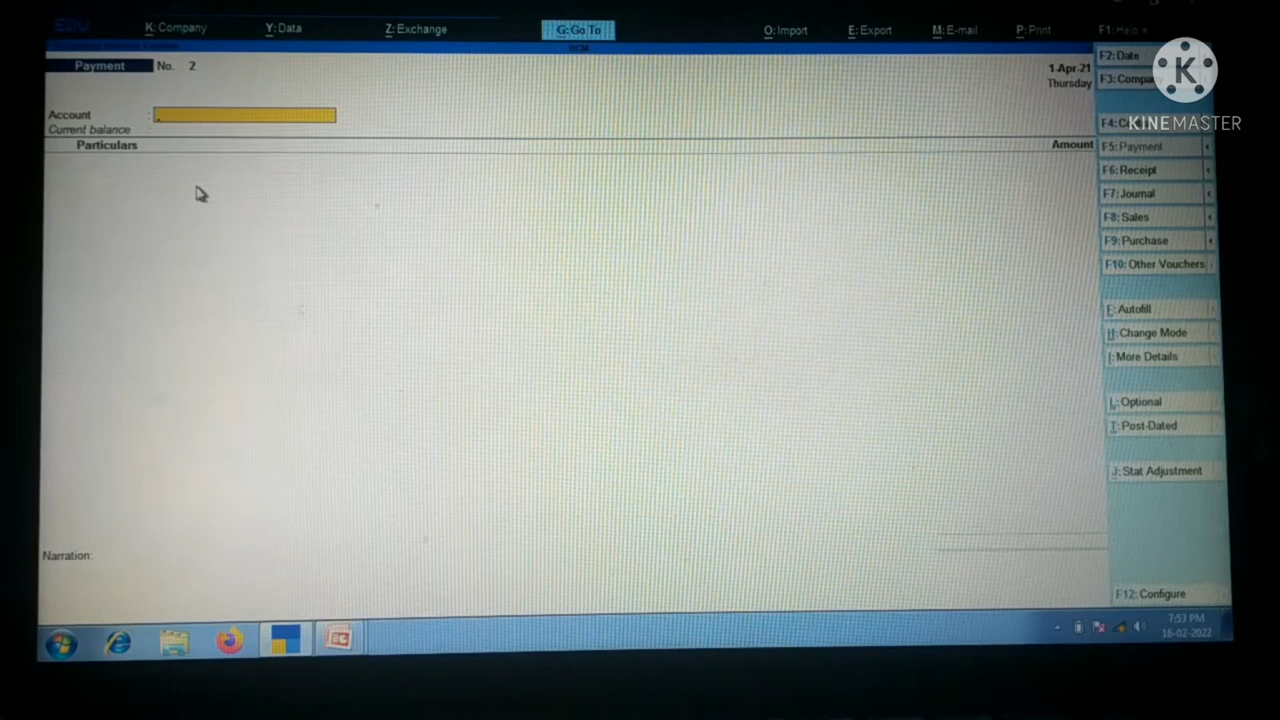 EDU K: Company Y: Data Z: Exchange G: Go To O: Import E: Export M: E-mail P: Print F1: Help
RCM
Payment No. 2
1-Apr-21
Thursday
Account :
Current balance :
Particulars Amount
Narration:
F2: Date
F3: Company
F5: Payment
F6: Receipt
F7: Journal
F8: Sales
F9: Purchase
F10: Other Vouchers
F: Autofill
H: Change Mode
I: More Details
L: Optional
T: Post-Dated
J: Stat Adjustment
F12: Configure
K
KINEMASTER
7:53 PM
16-02-2022